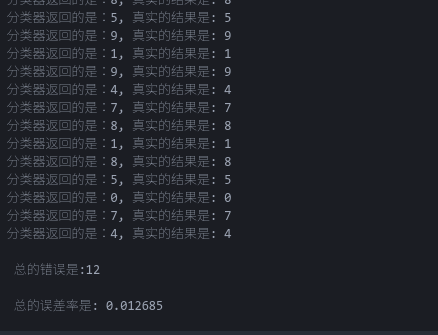 分类器返回的是：8, 真实的结果是: 8
分类器返回的是：5, 真实的结果是: 5
分类器返回的是：9, 真实的结果是: 9
分类器返回的是：1, 真实的结果是: 1
分类器返回的是：9, 真实的结果是: 9
分类器返回的是：4, 真实的结果是: 4
分类器返回的是：7, 真实的结果是: 7
分类器返回的是：8, 真实的结果是: 8
分类器返回的是：1, 真实的结果是: 1
分类器返回的是：8, 真实的结果是: 8
分类器返回的是：5, 真实的结果是: 5
分类器返回的是：0, 真实的结果是: 0
分类器返回的是：7, 真实的结果是: 7
分类器返回的是：4, 真实的结果是: 4
总的错误是:12
总的误差率是: 0.012685